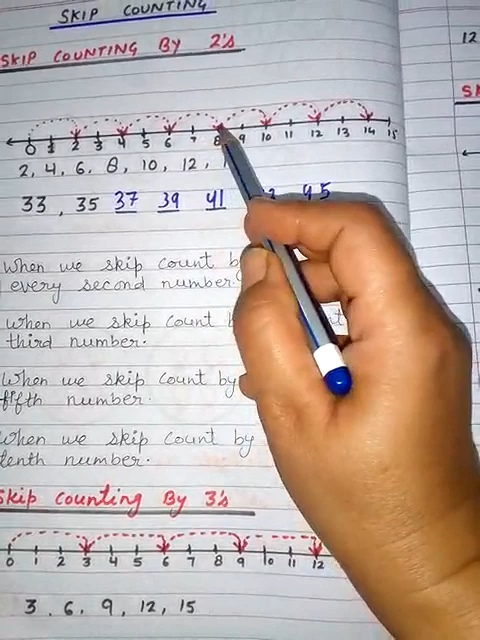 SKIP COUNTING
SKIP COUNTING By 2's
0 1 2 3 4 5 6 7 8 9 10 11 12 13 14 15
2, 4, 6, 8, 10, 12,
33, 35 37 39 41 45
When we skip count
every second number.
when we skip count
third number.
When we skip count by
fifth number.
When we skip count by
tenth number.
Skip counting By 3's
0 1 2 3 4 5 6 7 8 9 10 11 12
3, 6, 9, 12, 15
12